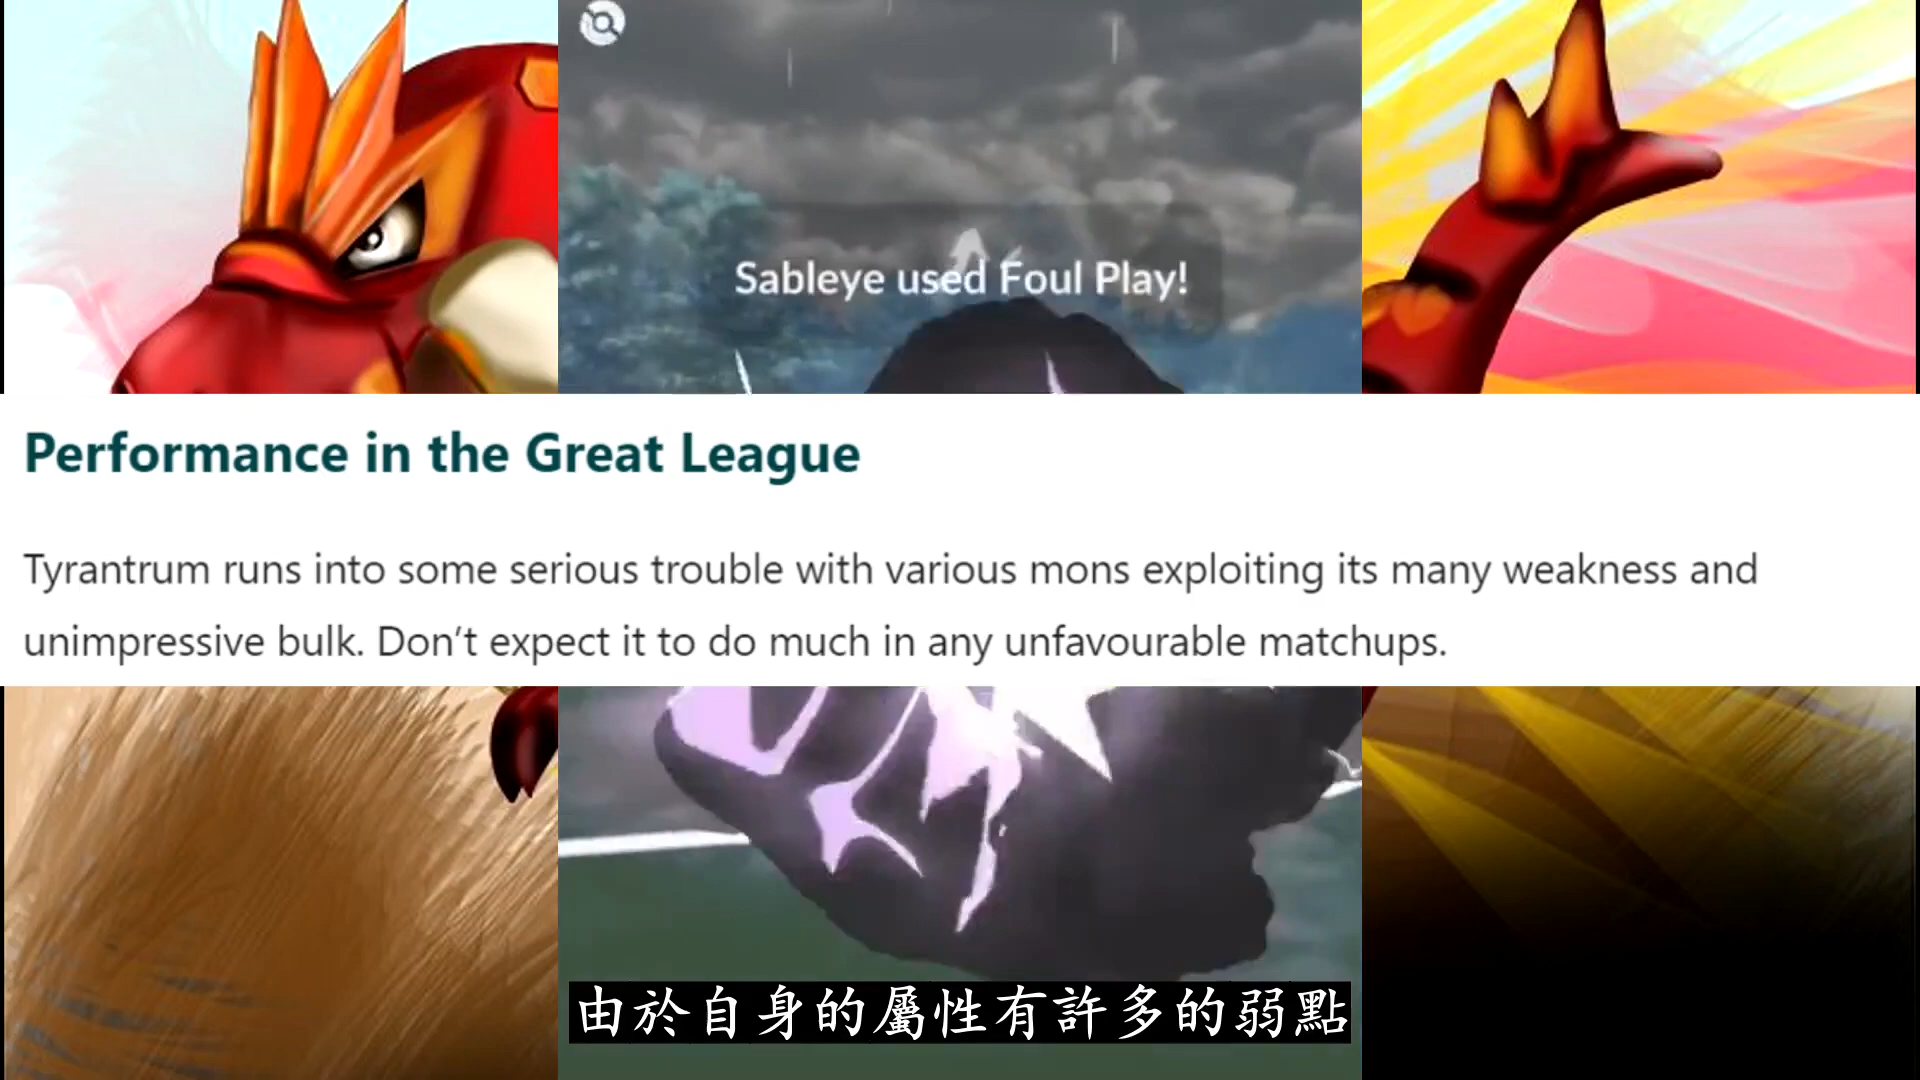 Sableye used Foul Play!
Performance in the Great League
Tyrantrum runs into some serious trouble with various mons exploiting its many weakness and
unimpressive bulk. Don’t expect it to do much in any unfavourable matchups.
由於自身的屬性有許多的弱點